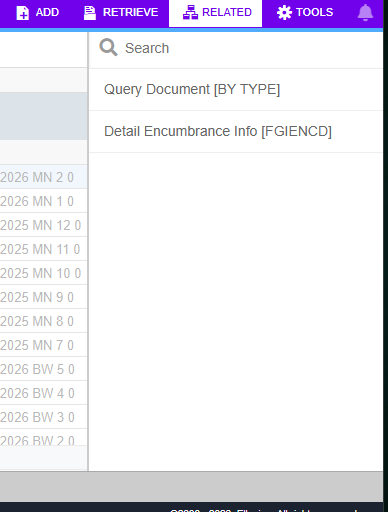 ADD RETRIEVE RELATED TOOLS
Search
Query Document [BY TYPE]
Detail Encumbrance Info [FGIENCD]
2026 MN 2 0
2026 MN 1 0
2025 MN 12 0
2025 MN 11 0
2025 MN 10 0
2025 MN 9 0
2025 MN 8 0
2025 MN 7 0
2026 BW 5 0
2026 BW 4 0
2026 BW 3 0
2026 BW 2 0